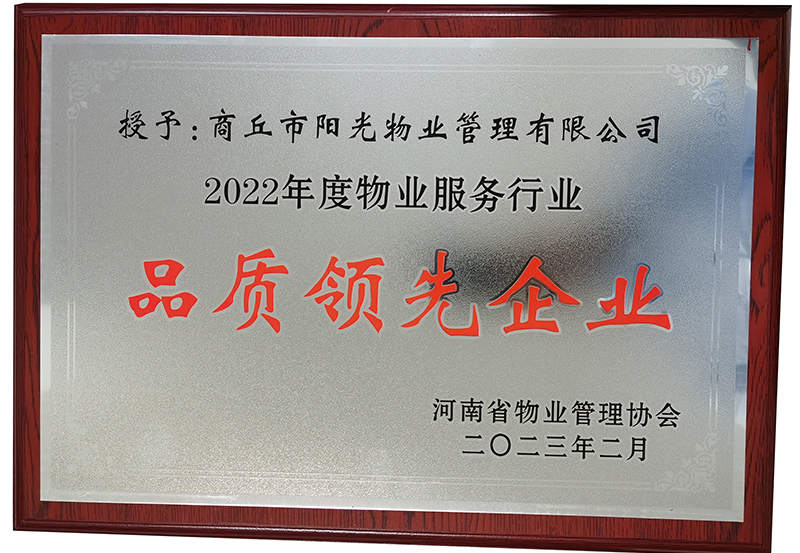 授予:商丘市阳光物业管理有限公司
2022年度物业服务行业
品质领先企业
河南省物业管理协会
二〇二三年二月